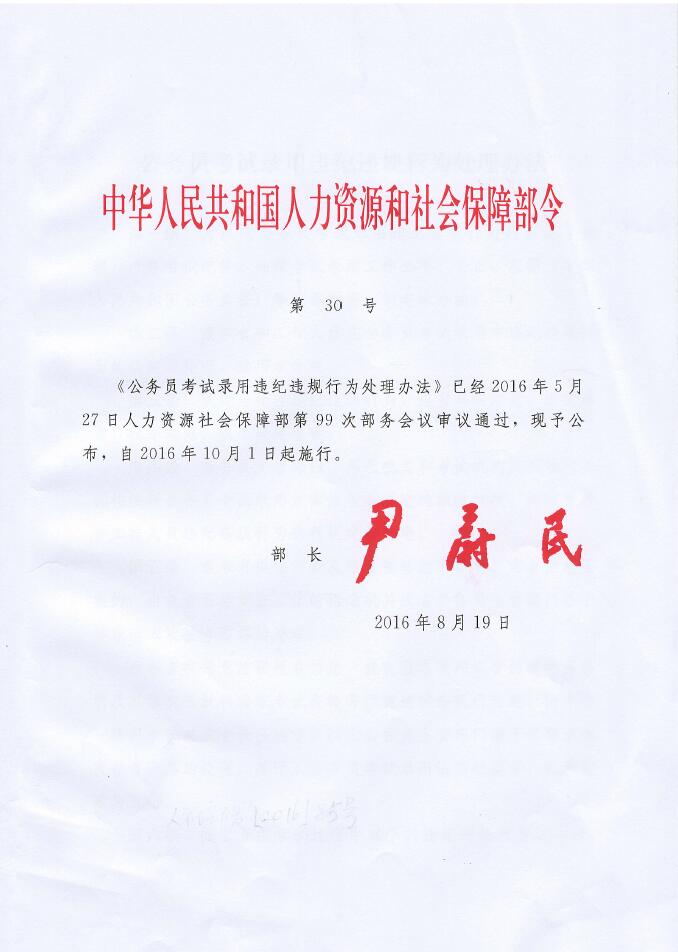 中华人民共和国人力资源和社会保障部令
第 30 号
《公务员考试录用违纪违规行为处理办法》已经2016年5月
27日人力资源社会保障部第99次部务会议审议通过，现予公
布，自2016年10月1日起施行。
部 长 尹蔚民
2016年8月19日
[2016]85号